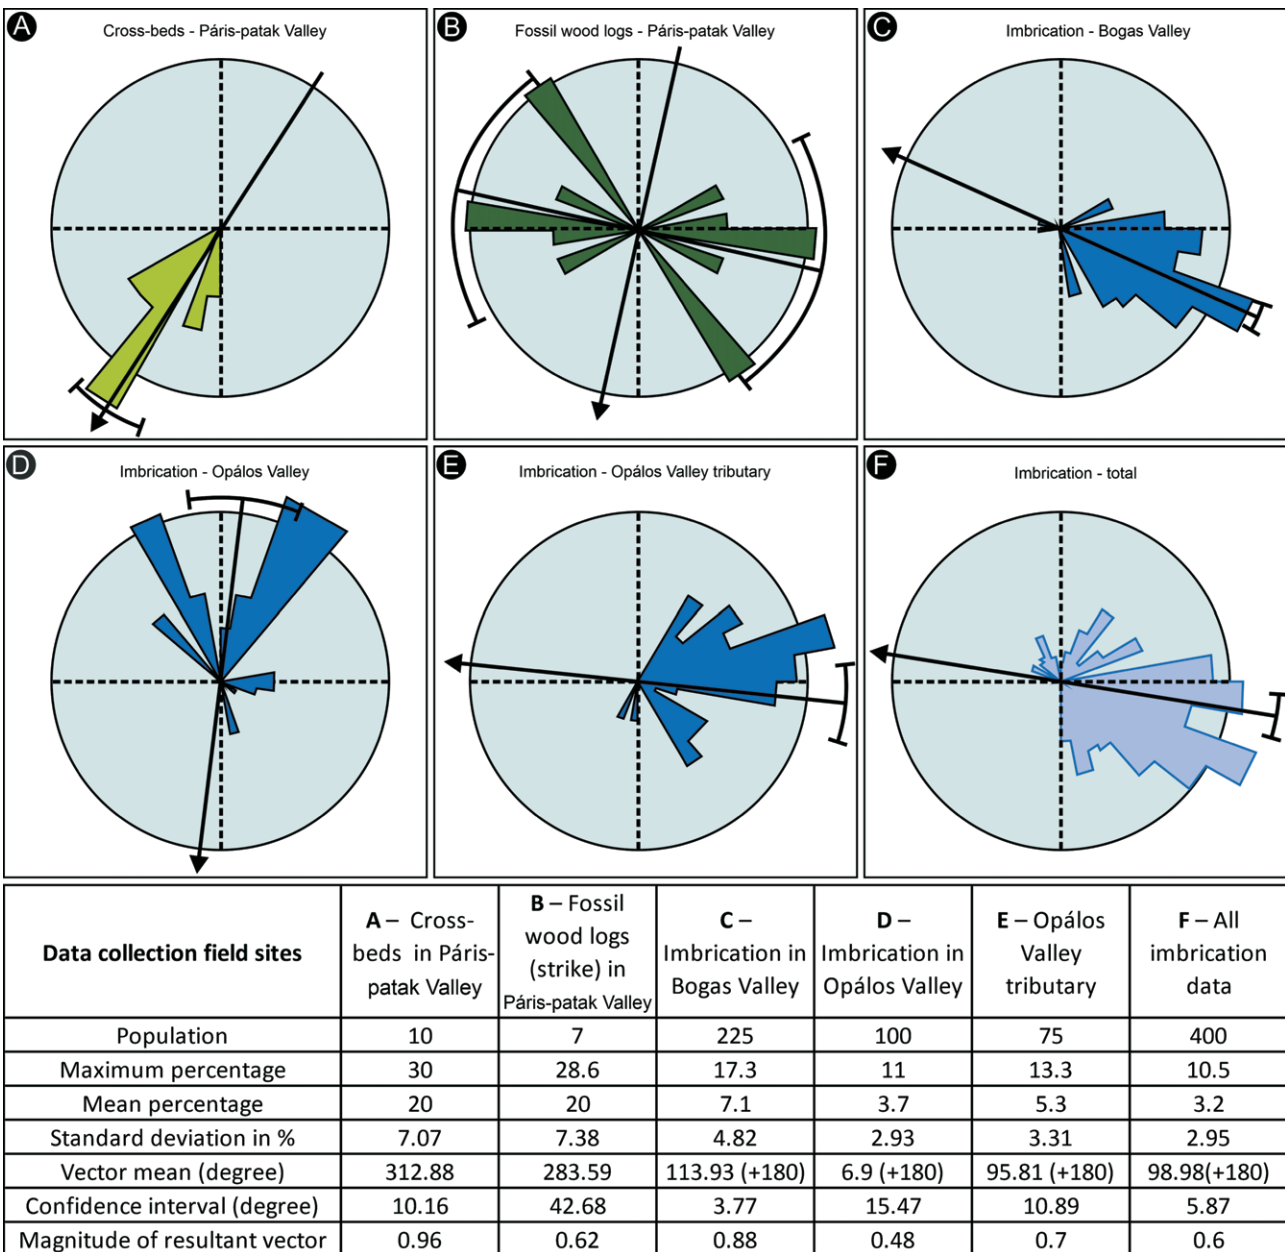 A
Cross-beds - Páris-patak Valley
B
Fossil wood logs - Páris-patak Valley
C
Imbrication - Bogas Valley
D
Imbrication - Opálos Valley
E
Imbrication - Opálos Valley tributary
F
Imbrication - total
Data collection field sites
A – Cross-
beds in Páris-
patak Valley
B – Fossil
wood logs
(strike) in
Páris-patak Valley
C –
Imbrication in
Bogas Valley
D –
Imbrication in
Opálos Valley
E – Opálos
Valley
tributary
F – All
imbrication
data
Population 10 7 225 100 75 400
Maximum percentage 30 28.6 17.3 11 13.3 10.5
Mean percentage 20 20 7.1 3.7 5.3 3.2
Standard deviation in % 7.07 7.38 4.82 2.93 3.31 2.95
Vector mean (degree) 312.88 283.59 113.93 (+180) 6.9 (+180) 95.81 (+180) 98.98(+180)
Confidence interval (degree) 10.16 42.68 3.77 15.47 10.89 5.87
Magnitude of resultant vector 0.96 0.62 0.88 0.48 0.7 0.6